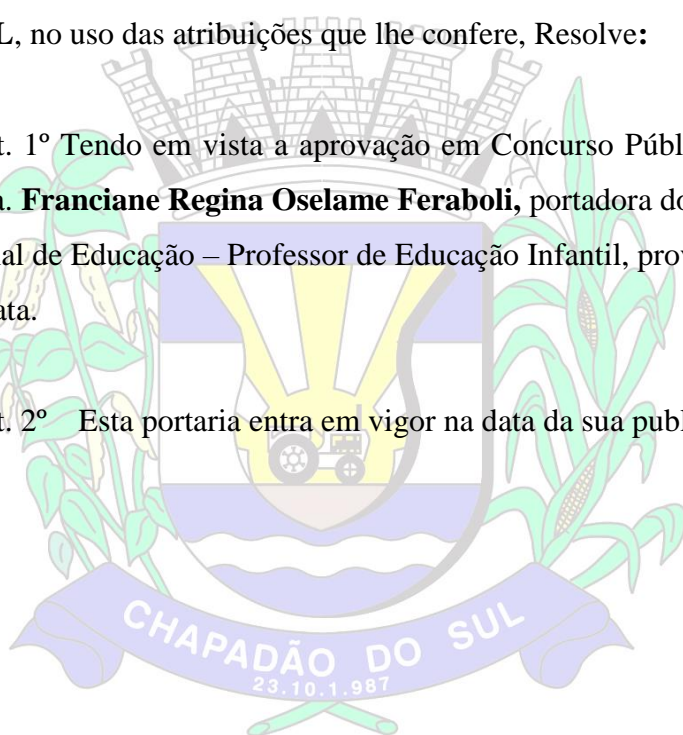 L, no uso das atribuições que lhe confere, Resolve:
t. 1º Tendo em vista a aprovação em Concurso Públ
a. Franciane Regina Oselame Feraboli, portadora do
nal de Educação – Professor de Educação Infantil, prov
ata.
t. 2º Esta portaria entra em vigor na data da sua publ
CHAPADÃO DO SUL
23.10.1.987